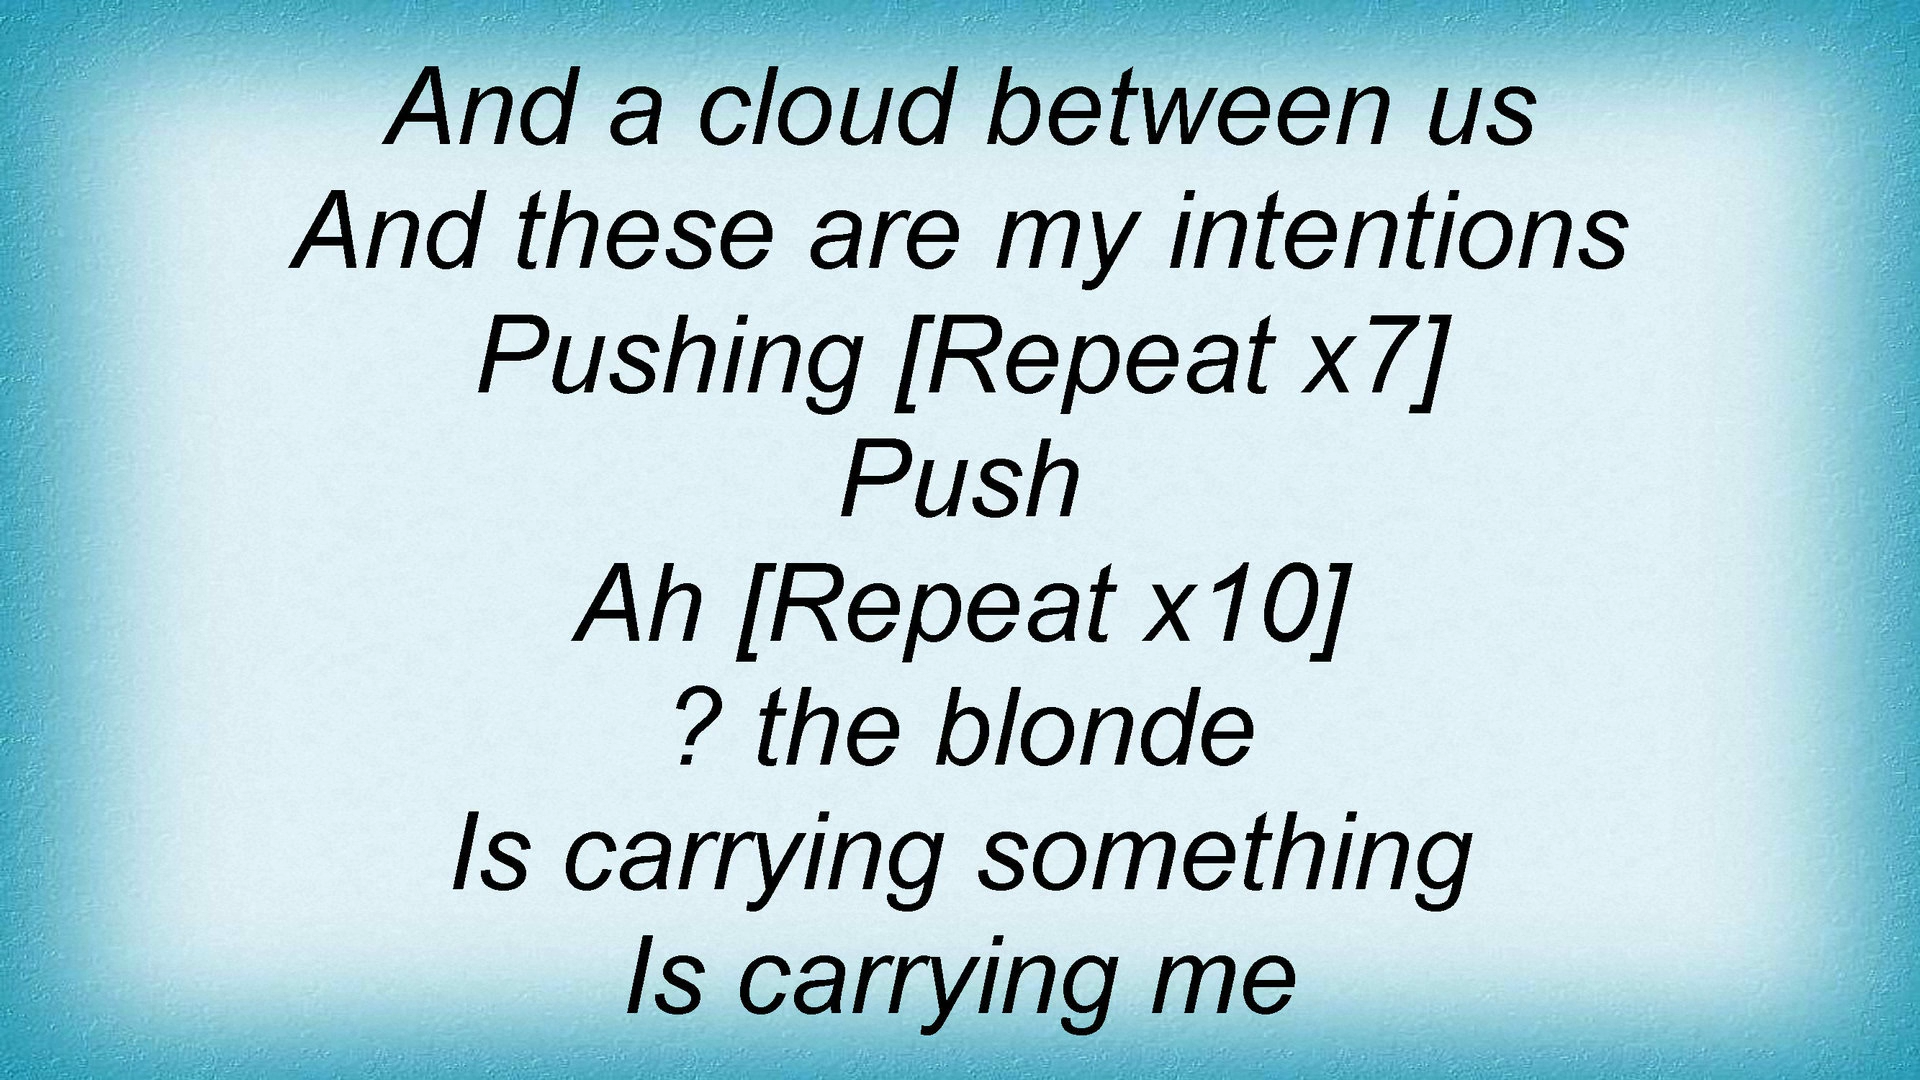 And a cloud between us
And these are my intentions
Pushing [Repeat x7]
Push
Ah [Repeat x10]
? the blonde
Is carrying something
Is carrying me